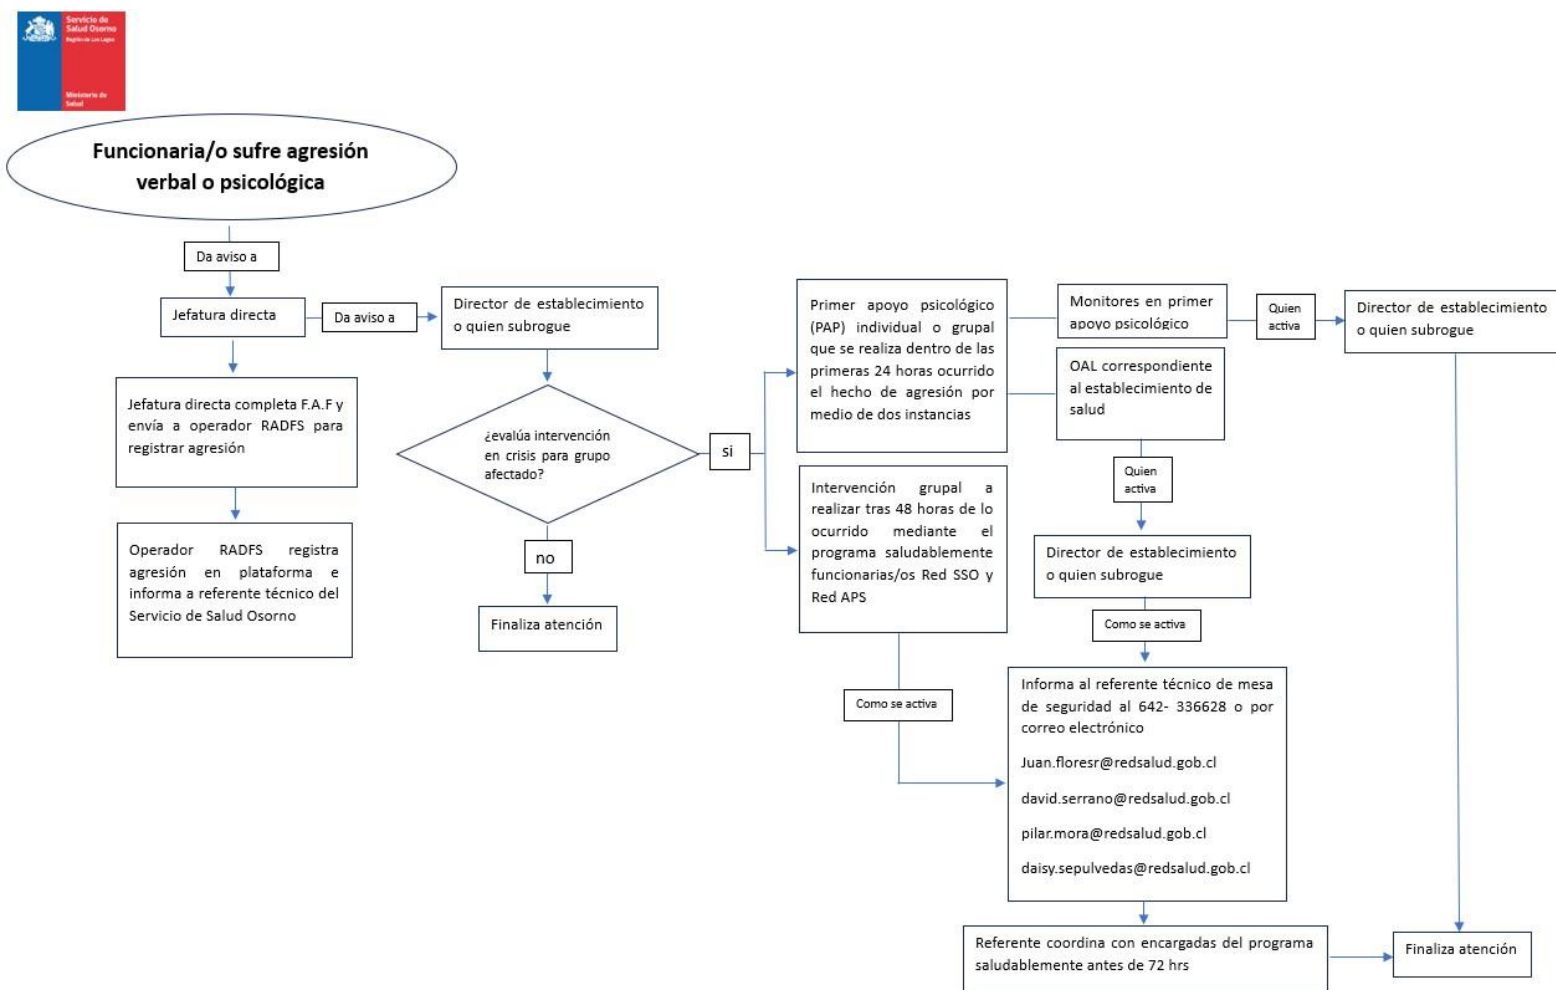 Servicio de
Salud Osorno
Región de Los Lagos
Ministerio de
Salud
Funcionaria/o sufre agresión
verbal o psicológica
Da aviso a
Jefatura directa
Da aviso a
Director de establecimiento
o quien subrogue
Jefatura directa completa F.A.F y
envía a operador RADFS para
registrar agresión
Operador RADFS registra
agresión en plataforma e
informa a referente técnico del
Servicio de Salud Osorno
¿evalúa intervención
en crisis para grupo
afectado?
si
no
Finaliza atención
Primer apoyo psicológico
(PAP) individual o grupal
que se realiza dentro de las
primeras 24 horas ocurrido
el hecho de agresión por
medio de dos instancias
Monitores en primer
apoyo psicológico
Quien
activa
Director de establecimiento
o quien subrogue
OAL correspondiente
al establecimiento de
salud
Quien
activa
Director de establecimiento
o quien subrogue
Como se activa
Intervención grupal a
realizar tras 48 horas de lo
ocurrido mediante el
programa saludablemente
funcionarias/os Red SSO y
Red APS
Como se activa
Informa al referente técnico de mesa
de seguridad al 642- 336628 o por
correo electrónico
Juan.floresr@redsalud.gob.cl
david.serrano@redsalud.gob.cl
pilar.mora@redsalud.gob.cl
daisy.sepulvedas@redsalud.gob.cl
Referente coordina con encargadas del programa
saludablemente antes de 72 hrs
Finaliza atención